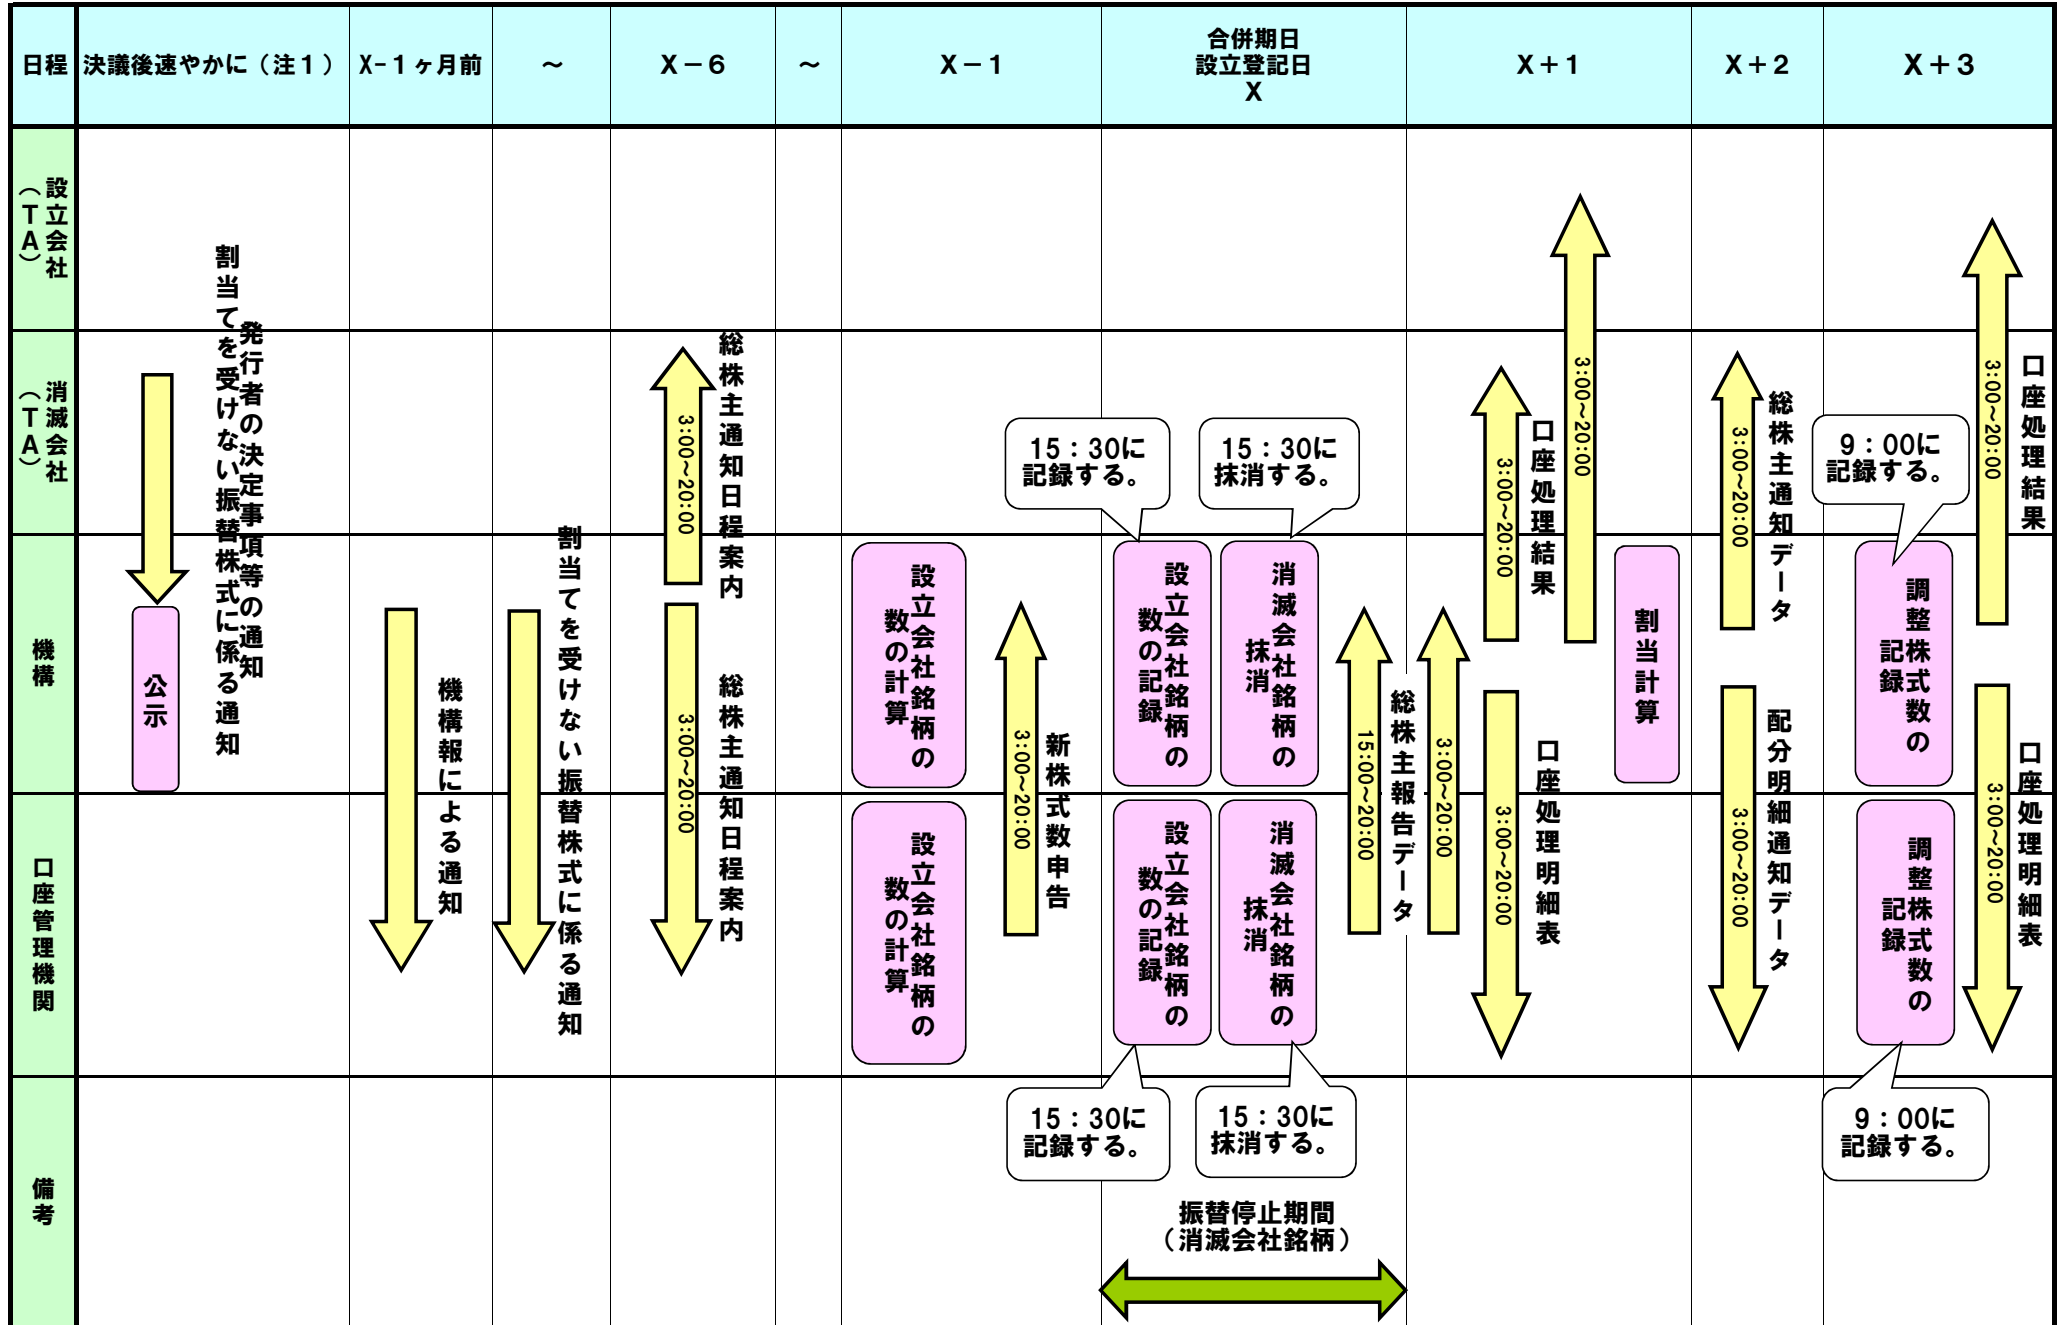 日程
決議後速やかに（注１）
X-１ヶ月前
～
X－6
～
X－1
合併期日
設立登記日
X
X＋1
X＋2
X＋3
設立会社
（TA）
消滅会社
（TA）
機構
口座管理機関
備考
発行者の決定事項等の通知
割当てを受けない振替株式に係る通知
公示
機構報による通知
割当てを受けない振替株式に係る通知
総株主通知日程案内
3:00~20:00
総株主通知日程案内
3:00~20:00
設立会社銘柄の
数の計算
設立会社銘柄の
数の計算
3:00~20:00
新株式数申告
15：30に
記録する。
15：30に
抹消する。
設立会社銘柄の
数の記録
消滅会社銘柄の
抹消
設立会社銘柄の
数の記録
消滅会社銘柄の
抹消
15：30に
記録する。
15：30に
抹消する。
15:00~20:00
総株主報告データ
3:00~20:00
3:00~20:00
口座処理結果
3:00~20:00
3:00~20:00
口座処理明細表
割当計算
3:00~20:00
総株主通知データ
3:00~20:00
配分明細通知データ
9：00に
記録する。
調整株式数の
記録
調整株式数の
記録
9：00に
記録する。
3:00~20:00
口座処理結果
3:00~20:00
口座処理明細表
振替停止期間
（消滅会社銘柄）